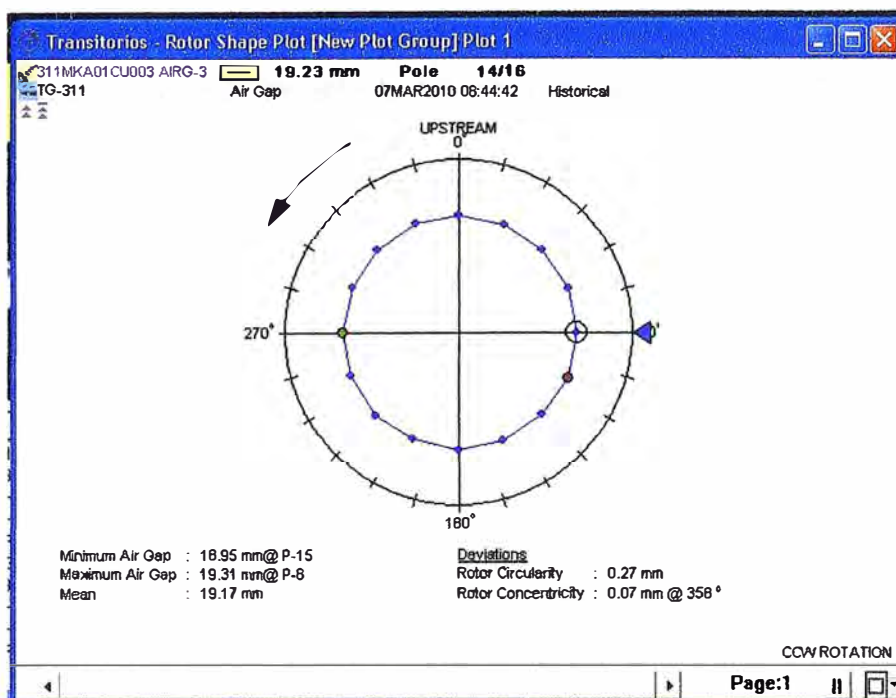 Transitorios - Rotor Shape Plot [New Plot Group] Plot 1
311MKA01CU003 AIRG-3 19.23 mm Pole 14/16
TG-311 Air Gap 07MAR2010 06:44:42 Historical
UPSTREAM
0°
270°
180°
Minimum Air Gap : 18.95 mm@ P-15
Maximum Air Gap : 19.31 mm@ P-8
Mean : 19.17 mm
Deviations
Rotor Circularity : 0.27 mm
Rotor Concentricity : 0.07 mm @ 358 °
CCW ROTATION
Page:1